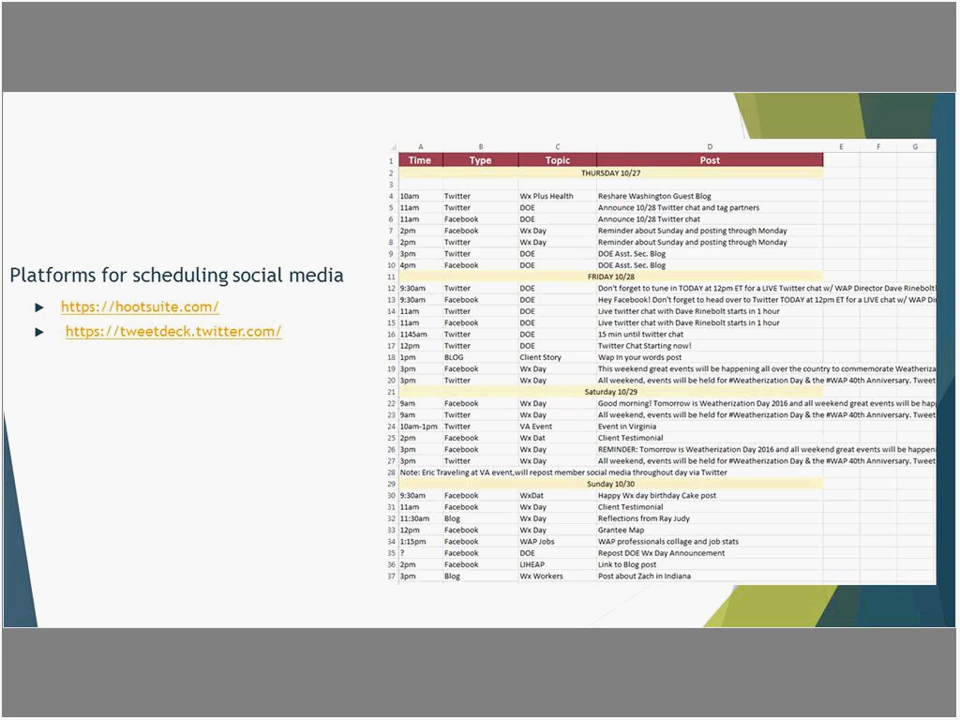 Platforms for scheduling social media
https://hootsuite.com/
https://tweetdeck.twitter.com/
A B C D E F G
1 Time Type Topic Post
2 THURSDAY 10/27
3
4 10am Twitter Wx Plus Health Reshare Washington Guest Blog
5 11am Twitter DOE Announce 10/28 Twitter chat and tag partners
6 11am Facebook DOE Announce 10/28 Twitter chat
7 2pm Facebook Wx Day Reminder about Sunday and posting through Monday
8 2pm Twitter Wx Day Reminder about Sunday and posting through Monday
9 3pm Twitter DOE DOE Asst. Sec. Blog
10 4pm Facebook DOE DOE Asst. Sec. Blog
11 FRIDAY 10/28
12 9:30am Twitter DOE Don't forget to tune in TODAY at 12pm ET for a LIVE Twitter chat w/ WAP Director Dave Rinebolt!
13 9:30am Facebook DOE Hey Facebook! Don't forget to head over to Twitter TODAY at 12pm ET for a LIVE chat w/ WAP Di
14 11am Twitter DOE Live twitter chat with Dave Rinebolt starts in 1 hour
15 11am Facebook DOE Live twitter chat with Dave Rinebolt starts in 1 hour
16 1145am Twitter DOE 15 min until twitter chat
17 12pm Twitter DOE Twitter Chat Starting now!
18 1pm BLOG Client Story Wap In your words post
19 3pm Facebook Wx Day This weekend great events will be happening all over the country to commemorate Weatheriza
20 3pm Twitter Wx Day All weekend, events will be held for #Weatherization Day & the #WAP 40th Anniversary. Tweet
21 Saturday 10/29
22 9am Facebook Wx Day Good morning! Tomorrow is Weatherization Day 2016 and all weekend great events will be hap
23 9am Twitter Wx Day All weekend, events will be held for #Weatherization Day & the #WAP 40th Anniversary. Tweet
24 10am-1pm Twitter VA Event Event in Virginia
25 2pm Facebook Wx Dat Client Testimonial
26 3pm Facebook Wx Day REMINDER: Tomorrow is Weatherization Day 2016 and all weekend great events will be happeni
27 3pm Twitter Wx Day All weekend, events will be held for #Weatherization Day & the #WAP 40th Anniversary. Tweet
28 Note: Eric Traveling at VA event,will repost member social media throughout day via Twitter
29 Sunday 10/30
30 9:30am Facebook WxDat Happy Wx day birthday Cake post
31 11am Facebook Wx Day Client Testimonial
32 11:30am Blog Wx Day Reflections from Ray Judy
33 12pm Facebook Wx Day Grantee Map
34 1:15pm Facebook WAP Jobs WAP professionals collage and job stats
35 ? Facebook DOE Repost DOE Wx Day Announcement
36 2pm Facebook LIHEAP Link to Blog post
37 3pm Blog Wx Workers Post about Zach in Indiana